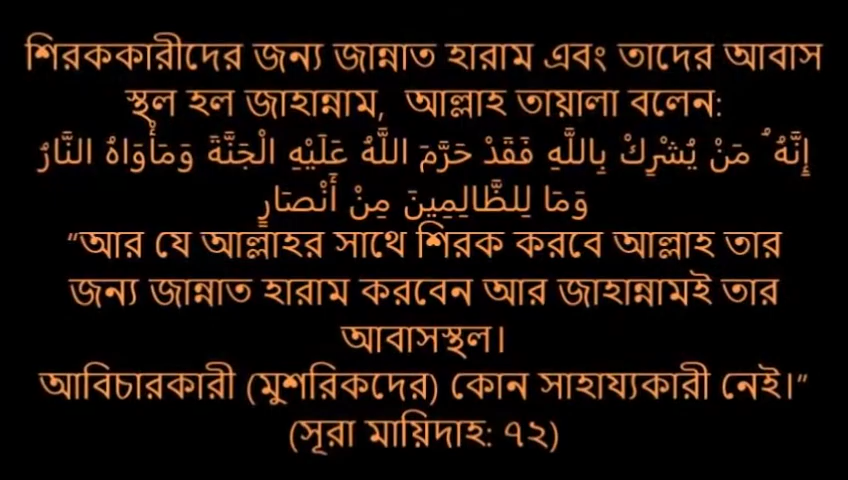 শিরককারীদের জন্য জান্নাত হারাম এবং তাদের আবাস
স্থল হল জাহান্নাম, আল্লাহ তায়ালা বলেন:
إِنَّهُ ۥ مَنْ يُشْرِكْ بِاللَّهِ فَقَدْ حَرَّمَ اللَّهُ عَلَيْهِ الْجَنَّةَ وَمَأْوَاهُ النَّارُ
وَمَا لِلظَّالِمِينَ مِنْ أَنْصَارٍ
“আর যে আল্লাহর সাথে শিরক করবে আল্লাহ তার
জন্য জান্নাত হারাম করবেন আর জাহান্নামই তার
আবাসস্থল।
আবিচারকারী (মুশরিকদের) কোন সাহায্যকারী নেই।”
(সূরা মায়িদাহ: ৭২)